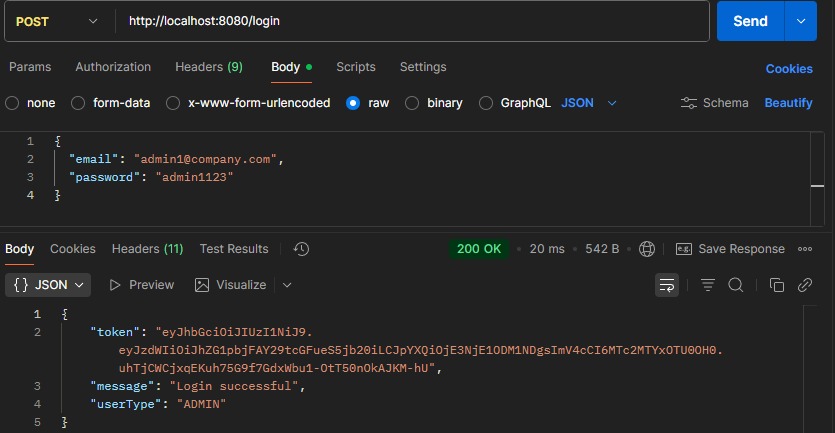 POST http://localhost:8080/login Send
Params Authorization Headers (9) Body Scripts Settings Cookies
none form-data x-www-form-urlencoded raw binary GraphQL JSON Schema Beautify
1 {
2 "email": "admin1@company.com",
3 "password": "admin1123"
4 }
Body Cookies Headers (11) Test Results 200 OK • 20 ms • 542 B • e.g. Save Response
{} JSON Preview Visualize
1 {
2 "token": "eyJhbGciOiJIUzI1NiJ9.
eyJzdWIiOiJhZG1pbjFAY29tcGFueS5jb20iLCJpYXQiOjE3NjE1ODM1NDgsImV4cCI6MTc2MTYxOTU0OH0.
uhTjCWCjxqEKuh75G9f7GdxWbu1-OtT50nOkAJKM-hU",
3 "message": "Login successful",
4 "userType": "ADMIN"
5 }